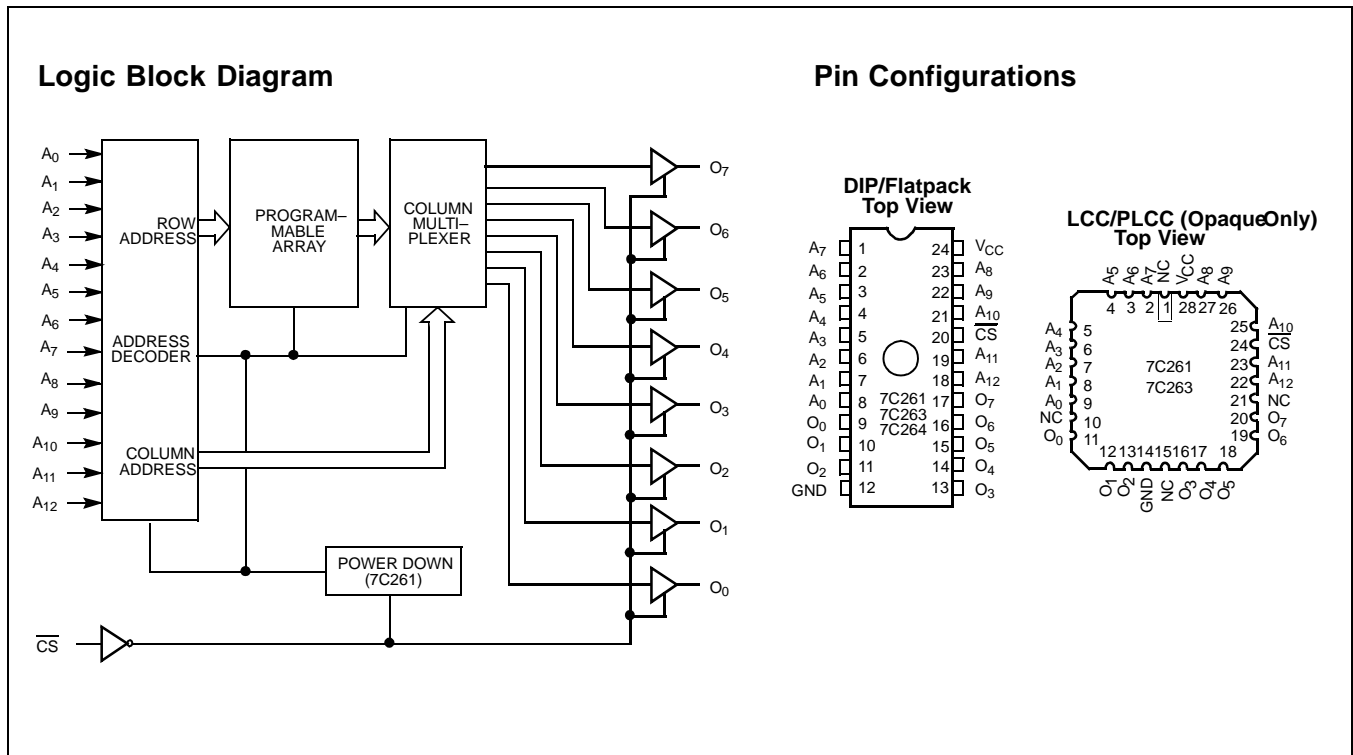 Logic Block Diagram
A0
A1
A2
A3
A4
A5
A6
A7
A8
A9
A10
A11
A12
ROW
ADDRESS
ADDRESS
DECODER
COLUMN
ADDRESS
PROGRAM–
MABLE
ARRAY
COLUMN
MULTI–
PLEXER
POWER DOWN
(7C261)
CS
O7
O6
O5
O4
O3
O2
O1
O0
Pin Configurations
DIP/Flatpack
Top View
A7 1 24 VCC
A6 2 23 A8
A5 3 22 A9
A4 4 21 A10
A3 5 20 CS
A2 6 19 A11
A1 7 18 A12
A0 8 7C261 17 O7
O0 9 7C263 16 O6
O1 10 7C264 15 O5
O2 11 14 O4
GND 12 13 O3
LCC/PLCC (OpaqueOnly)
Top View
A5 A6 A7 NC VCC A8 A9
4 3 2 1 28 27 26
A4 5 25 A10
A3 6 24 CS
A2 7 7C261 23 A11
A1 8 7C263 22 A12
A0 9 21 NC
NC 10 20 O7
O0 11 19 O6
12 13 14 15 16 17 18
O1 O2 GND NC O3 O4 O5